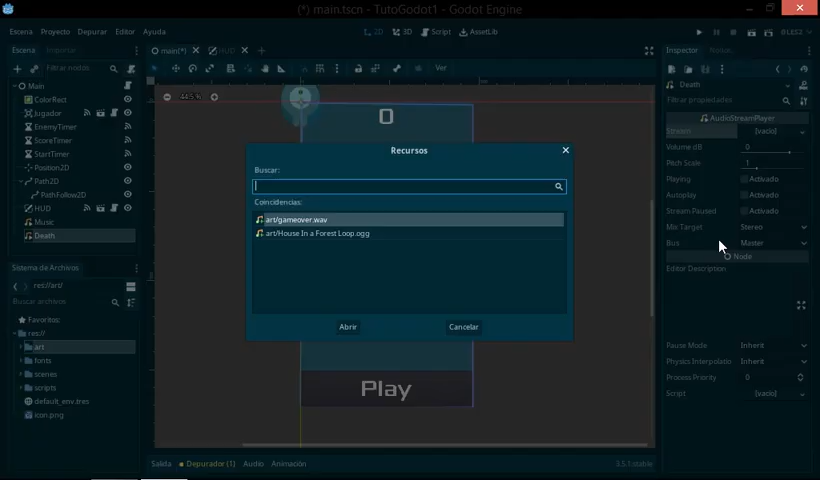 (*) main.tscn - TutoGodot1 - Godot Engine
Escena Proyecto Depurar Editor Ayuda
2D 3D Script AssetLib
GLES2
Escena Importar
main(*) HUD
Inspector Nodo
Filtrar nodos
Ver
Main
ColorRect
Jugador
EnemyTimer
ScoreTimer
StartTimer
Position2D
Path2D
PathFollow2D
HUD
Music
Death
44.5 %
0
Play
Recursos
Buscar:
Coincidencias:
art/gameover.wav
art/House In a Forest Loop.ogg
Abrir Cancelar
Death
Filtrar propiedades
AudioStreamPlayer
Stream [vacío]
Volume dB 0
Pitch Scale 1
Playing Activado
Autoplay Activado
Stream Paused Activado
Mix Target Stereo
Bus Master
Node
Editor Description
Pause Mode Inherit
Physics Interpolatio Inherit
Process Priority 0
Script [vacío]
Sistema de Archivos
res://art/
Buscar archivos
Favoritos:
res://
art
fonts
scenes
scripts
default_env.tres
icon.png
Salida Depurador (1) Audio Animación
3.5.1.stable